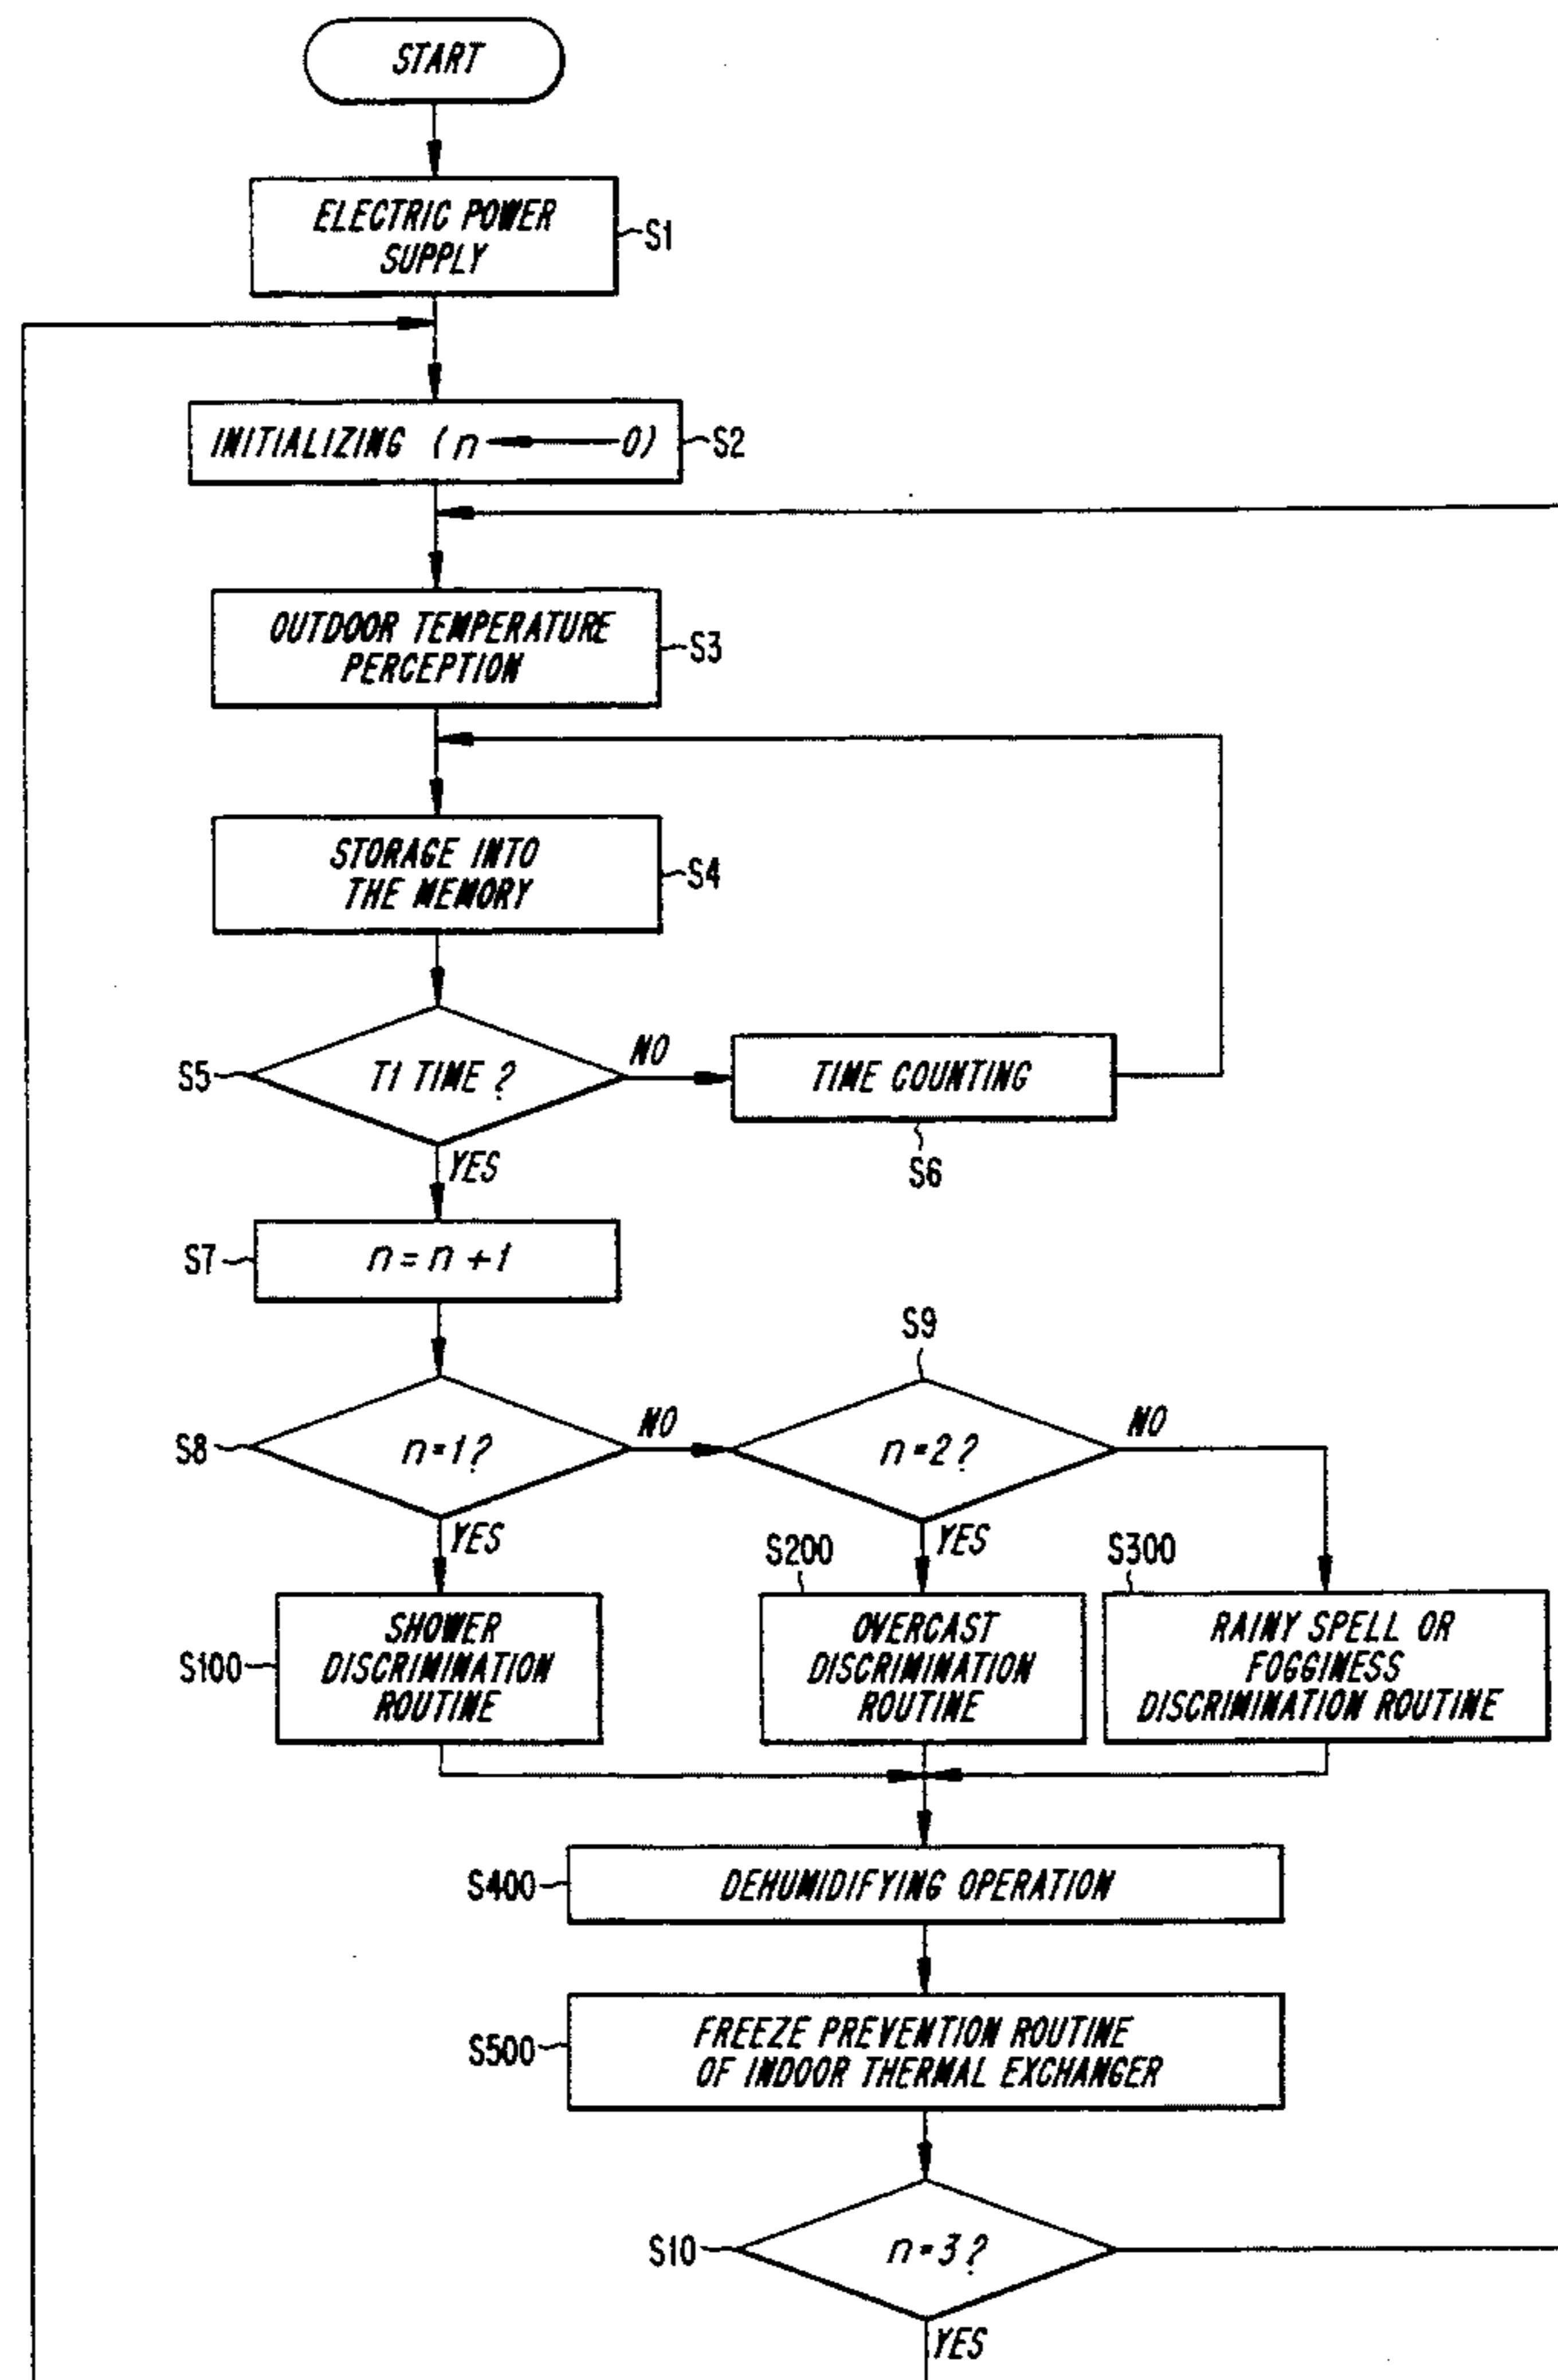 START
ELECTRIC POWER
SUPPLY
S1
INITIALIZING (n ← 0)
S2
OUTDOOR TEMPERATURE
PERCEPTION
S3
STORAGE INTO
THE MEMORY
S4
S5
T1 TIME ?
NO
TIME COUNTING
S6
YES
S7
n = n + 1
S8
n = 1 ?
NO
S9
n = 2 ?
NO
YES
YES
S100
SHOWER
DISCRIMINATION
ROUTINE
S200
OVERCAST
DISCRIMINATION
ROUTINE
S300
RAINY SPELL OR
FOGGINESS
DISCRIMINATION ROUTINE
S400
DEHUMIDIFYING OPERATION
S500
FREEZE PREVENTION ROUTINE
OF INDOOR THERMAL EXCHANGER
S10
n = 3 ?
YES